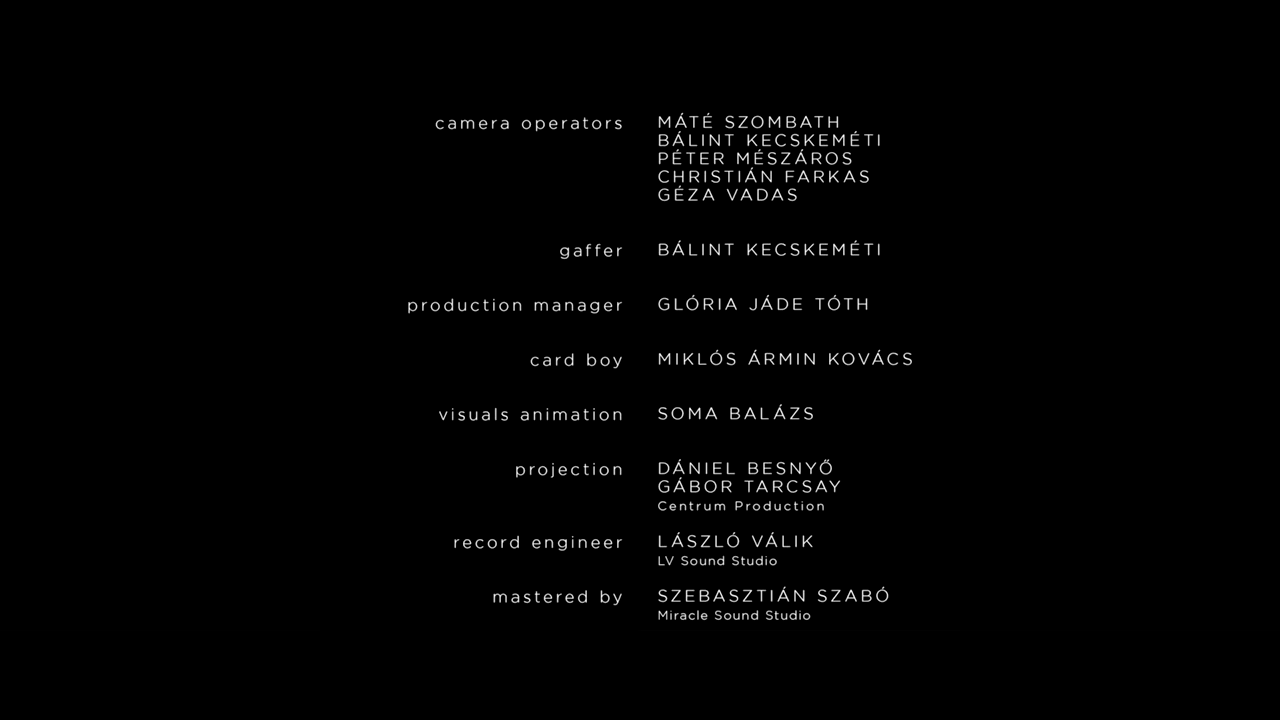 camera operators MÁTÉ SZOMBATH
BÁLINT KECSKEMÉTI
PÉTER MÉSZÁROS
CHRISTIÁN FARKAS
GÉZA VADAS
gaffer BÁLINT KECSKEMÉTI
production manager GLÓRIA JÁDE TÓTH
card boy MIKLÓS ÁRMIN KOVÁCS
visuals animation SOMA BALÁZS
projection DÁNIEL BESNYŐ
GÁBOR TARCSAY
Centrum Production
record engineer LÁSZLÓ VÁLIK
LV Sound Studio
mastered by SZEBASZTIÁN SZABÓ
Miracle Sound Studio